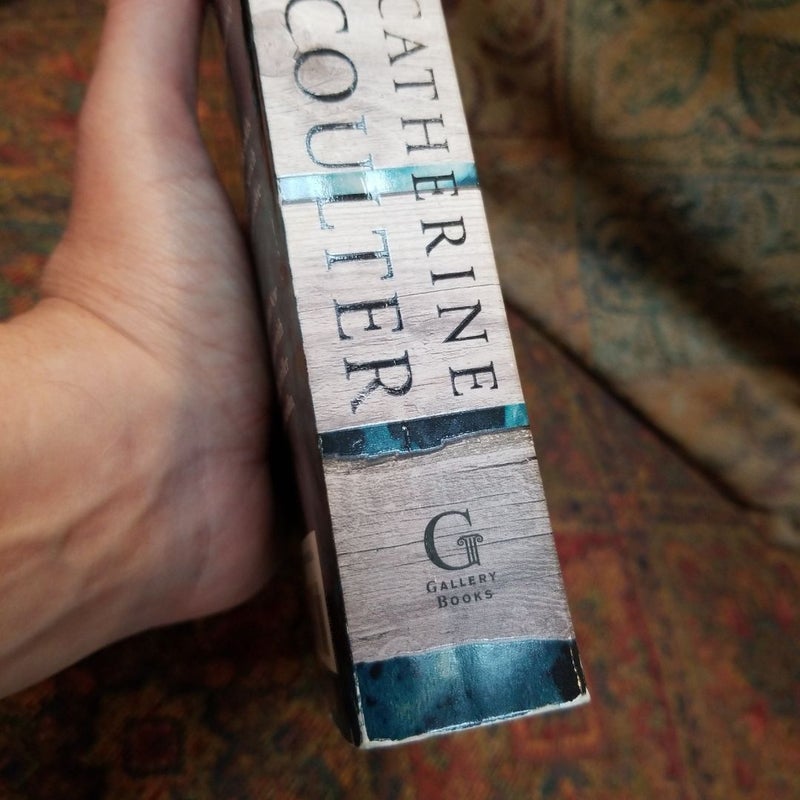 CATHERINE
COULTER
G
GALLERY
BOOKS